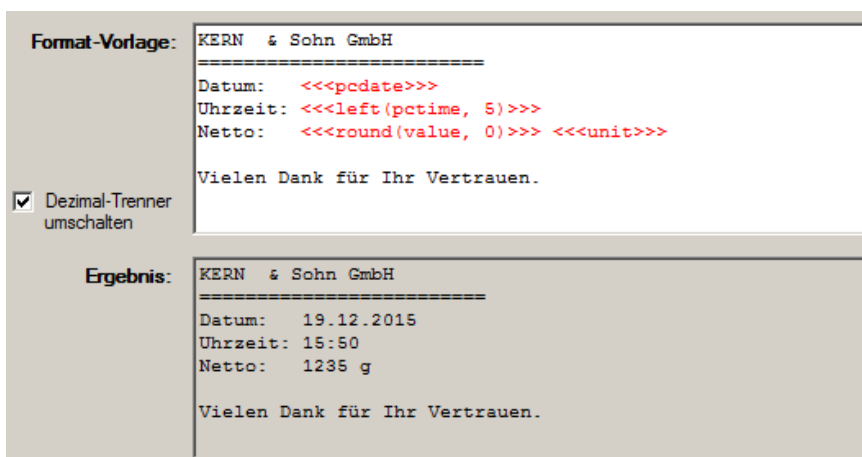 Format-Vorlage:
KERN  & Sohn GmbH
=========================
Datum:   <<<pcdate>>>
Uhrzeit: <<<left(pctime, 5)>>>
Netto:   <<<round(value, 0)>>> <<<unit>>>
Vielen Dank für Ihr Vertrauen.
Dezimal-Trenner
umschalten
Ergebnis:
KERN  & Sohn GmbH
=========================
Datum:   19.12.2015
Uhrzeit: 15:50
Netto:   1235 g
Vielen Dank für Ihr Vertrauen.